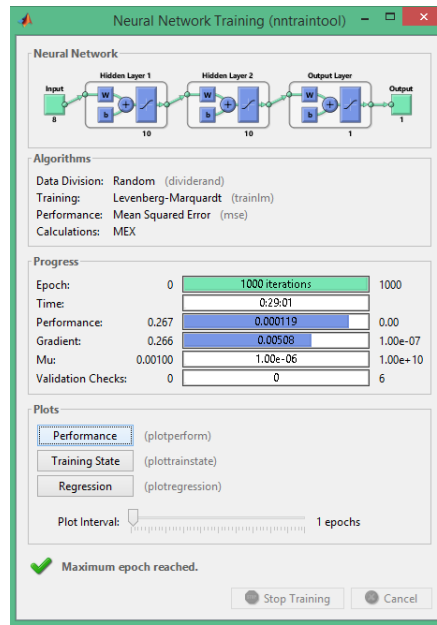 Neural Network Training (nntraintool)
Neural Network
Hidden Layer 1 Hidden Layer 2 Output Layer
Input Output
W W W
b b b
8 10 10 1 1
Algorithms
Data Division: Random (dividerand)
Training: Levenberg-Marquardt (trainlm)
Performance: Mean Squared Error (mse)
Calculations: MEX
Progress
Epoch: 0 1000 iterations 1000
Time: 0:29:01
Performance: 0.267 0.000119 0.00
Gradient: 0.266 0.00508 1.00e-07
Mu: 0.00100 1.00e-06 1.00e+10
Validation Checks: 0 0 6
Plots
Performance (plotperform)
Training State (plottrainstate)
Regression (plotregression)
Plot Interval: 1 epochs
Maximum epoch reached.
Stop Training Cancel